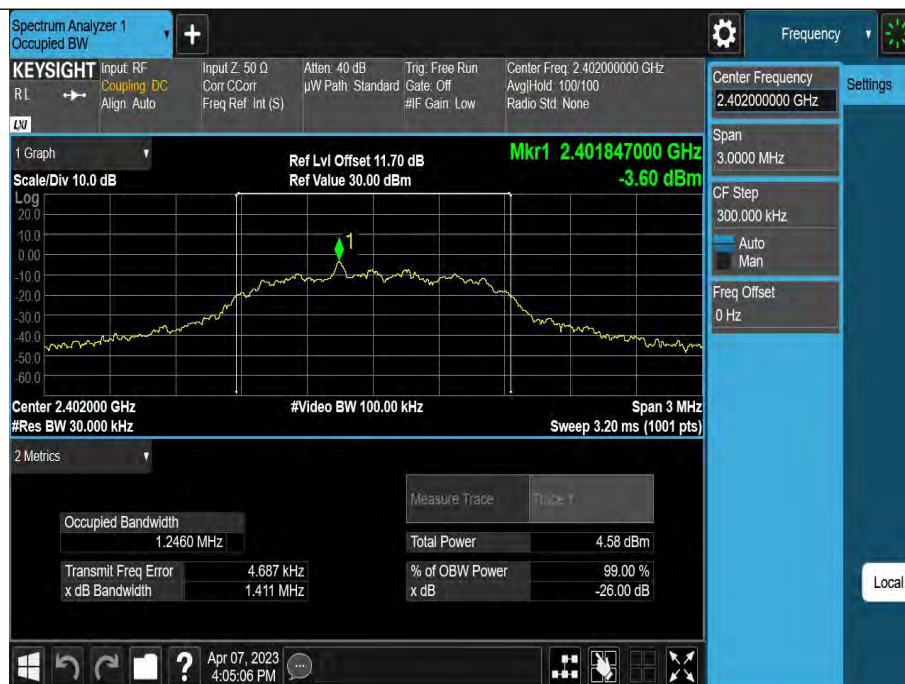 Spectrum Analyzer 1
Occupied BW
+
Frequency
KEYSIGHT
R L
LXI
Input: RF
Coupling: DC
Align: Auto
Input Z: 50 Ω
Corr CCorr
Freq Ref: Int (S)
Atten: 40 dB
µW Path: Standard
Trig: Free Run
Gate: Off
#IF Gain: Low
Center Freq: 2.402000000 GHz
Avg|Hold: 100/100
Radio Std: None
Center Frequency
2.402000000 GHz
Settings
Span
3.0000 MHz
CF Step
300.000 kHz
Auto
Man
Freq Offset
0 Hz
Local
1 Graph
Scale/Div 10.0 dB
Ref Lvl Offset 11.70 dB
Ref Value 30.00 dBm
Mkr1 2.401847000 GHz
-3.60 dBm
Log
20.0
10.0
0.00
-10.0
-20.0
-30.0
-40.0
-50.0
-60.0
1
Center 2.402000 GHz
#Res BW 30.000 kHz
#Video BW 100.00 kHz
Span 3 MHz
Sweep 3.20 ms (1001 pts)
2 Metrics
Measure Trace
Trace 1
Occupied Bandwidth
1.2460 MHz
Total Power
4.58 dBm
Transmit Freq Error
4.687 kHz
% of OBW Power
99.00 %
x dB Bandwidth
1.411 MHz
x dB
-26.00 dB
?
Apr 07, 2023
4:05:06 PM